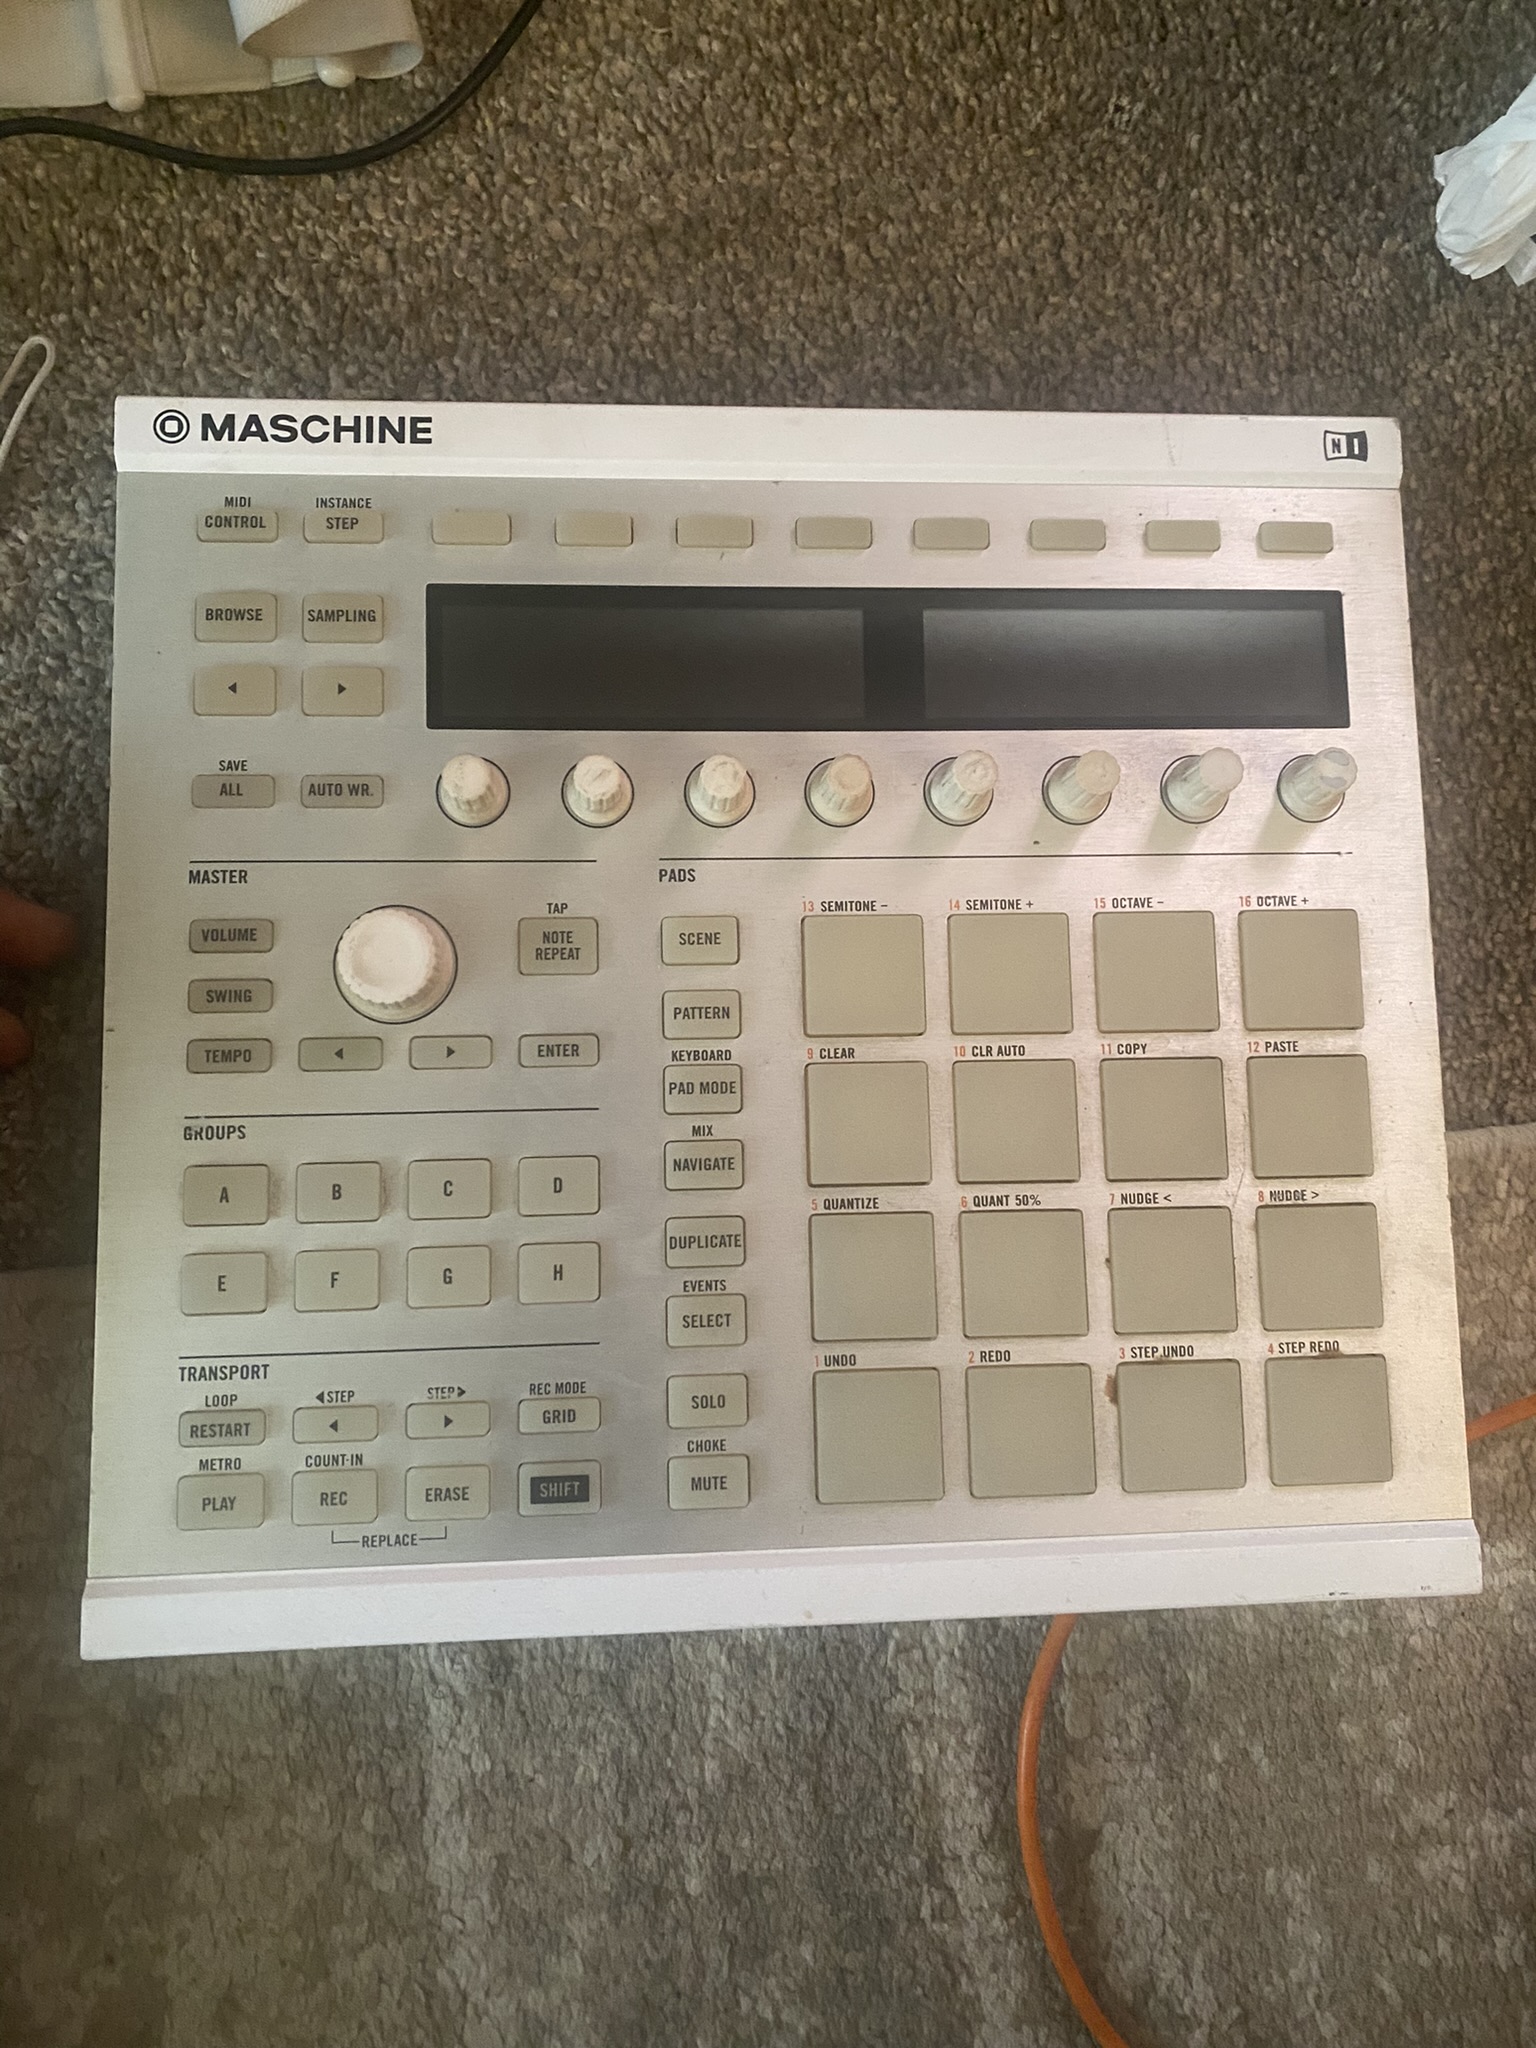 MASCHINE
N I
MIDI
CONTROL
INSTANCE
STEP
BROWSE
SAMPLING
SAVE
ALL
AUTO WR.
MASTER
VOLUME
SWING
TEMPO
TAP
NOTE
REPEAT
ENTER
GROUPS
A
B
C
D
E
F
G
H
TRANSPORT
LOOP
RESTART
◀STEP
◀
STEP▶
▶
REC MODE
GRID
METRO
PLAY
COUNT-IN
REC
ERASE
SHIFT
REPLACE
PADS
SCENE
PATTERN
KEYBOARD
PAD MODE
MIX
NAVIGATE
DUPLICATE
EVENTS
SELECT
SOLO
CHOKE
MUTE
13 SEMITONE -
14 SEMITONE +
15 OCTAVE -
16 OCTAVE +
9 CLEAR
10 CLR AUTO
11 COPY
12 PASTE
5 QUANTIZE
6 QUANT 50%
7 NUDGE <
8 NUDGE >
1 UNDO
2 REDO
3 STEP UNDO
4 STEP REDO